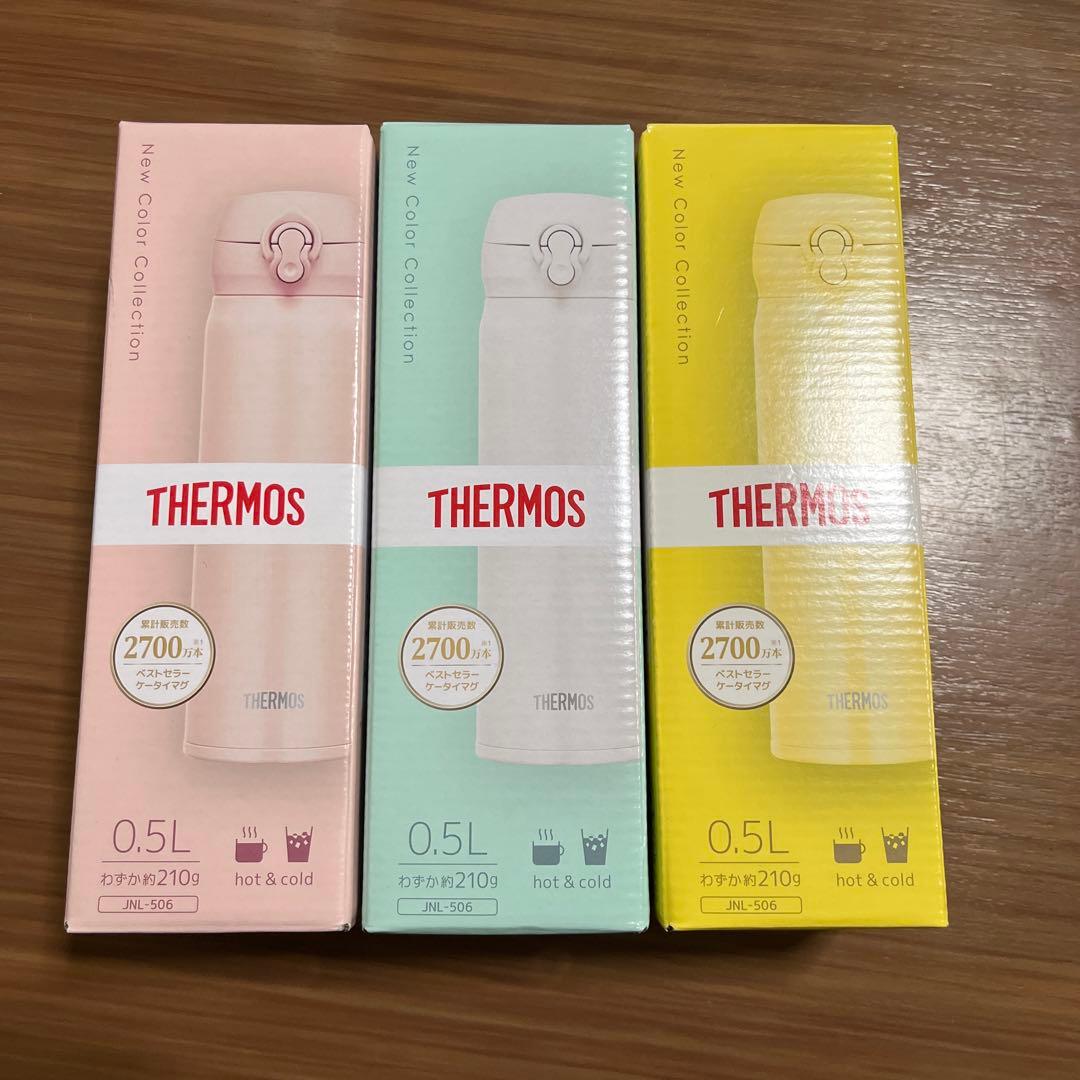 New Color Collection
THERMOS
累計販売数
2700万本※1
ベストセラー
ケータイマグ
THERMOS
0.5L
わずか約210g
hot & cold
JNL-506
New Color Collection
THERMOS
累計販売数
2700万本※1
ベストセラー
ケータイマグ
THERMOS
0.5L
わずか約210g
hot & cold
JNL-506
New Color Collection
THERMOS
累計販売数
2700万本※1
ベストセラー
ケータイマグ
THERMOS
0.5L
わずか約210g
hot & cold
JNL-506